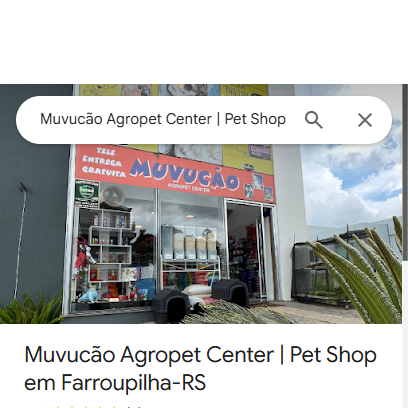 Muvucão Agropet Center | Pet Shop
TELE
ENTREGA
GRATUITA
MUVUCÃO
AGROPET CENTER
Muvucão Agropet Center | Pet Shop
em Farroupilha-RS